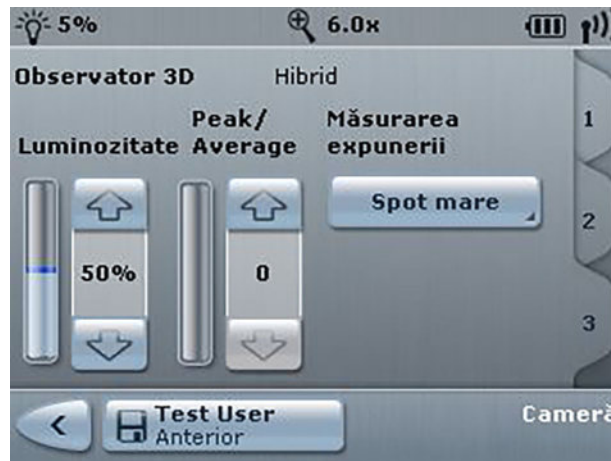 5%
6.0x
Observator 3D
Hibrid
Luminozitate
Peak/
Average
Măsurarea
expunerii
Spot mare
50%
0
1
2
3
Test User
Anterior
Cameră